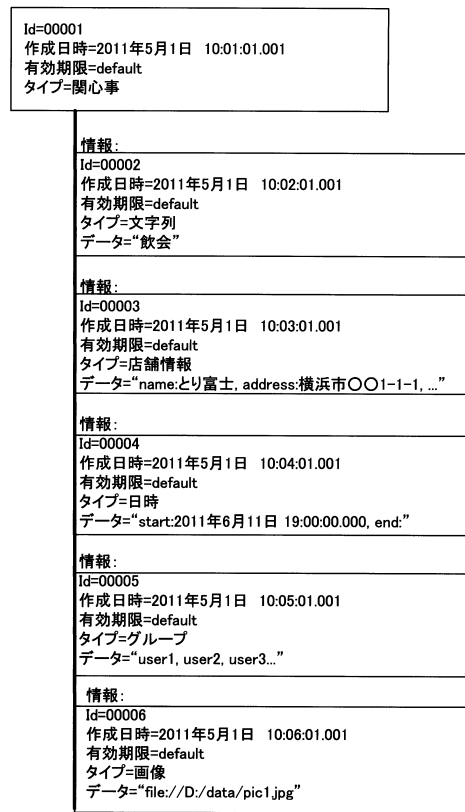 Id=00001
作成日時=2011年5月1日 10:01:01.001
有効期限=default
タイプ=関心事
情報:
Id=00002
作成日時=2011年5月1日 10:02:01.001
有効期限=default
タイプ=文字列
データ=“飲会”
情報:
Id=00003
作成日時=2011年5月1日 10:03:01.001
有効期限=default
タイプ=店舗情報
データ=“name:とり富士, address:横浜市〇〇1-1-1, ...”
情報:
Id=00004
作成日時=2011年5月1日 10:04:01.001
有効期限=default
タイプ=日時
データ=“start:2011年6月11日 19:00:00.000, end:”
情報:
Id=00005
作成日時=2011年5月1日 10:05:01.001
有効期限=default
タイプ=グループ
データ=“user1, user2, user3...”
情報:
Id=00006
作成日時=2011年5月1日 10:06:01.001
有効期限=default
タイプ=画像
データ=“file://D:/data/pic1.jpg”